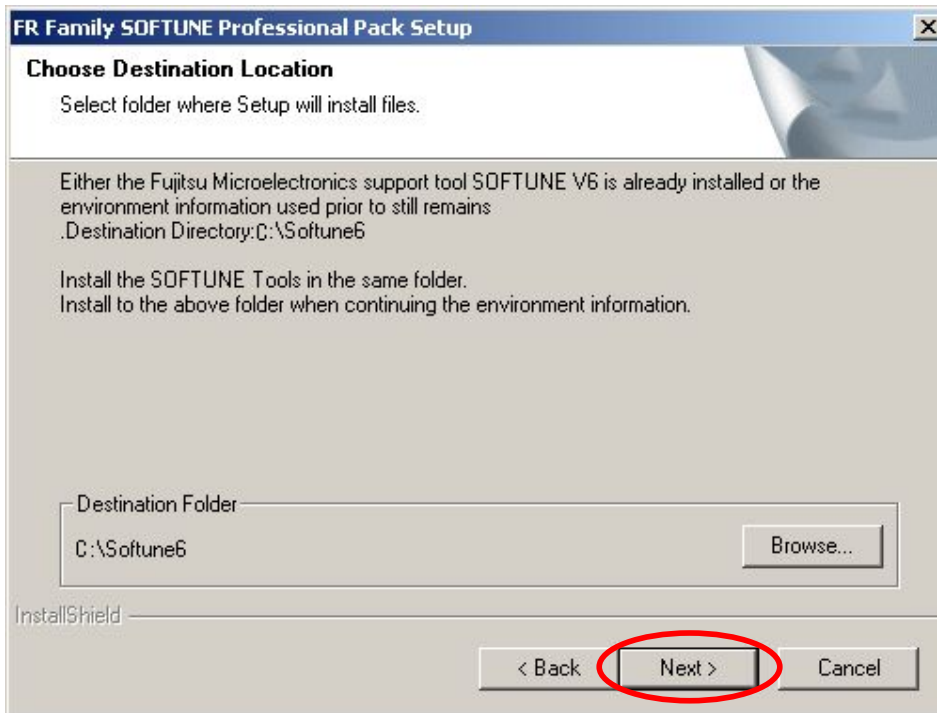 FR Family SOFTUNE Professional Pack Setup
Choose Destination Location
Select folder where Setup will install files.
Either the Fujitsu Microelectronics support tool SOFTUNE V6 is already installed or the
environment information used prior to still remains
.Destination Directory:C:\Softune6
Install the SOFTUNE Tools in the same folder.
Install to the above folder when continuing the environment information.
Destination Folder
C:\Softune6
Browse...
InstallShield
< Back
Next >
Cancel